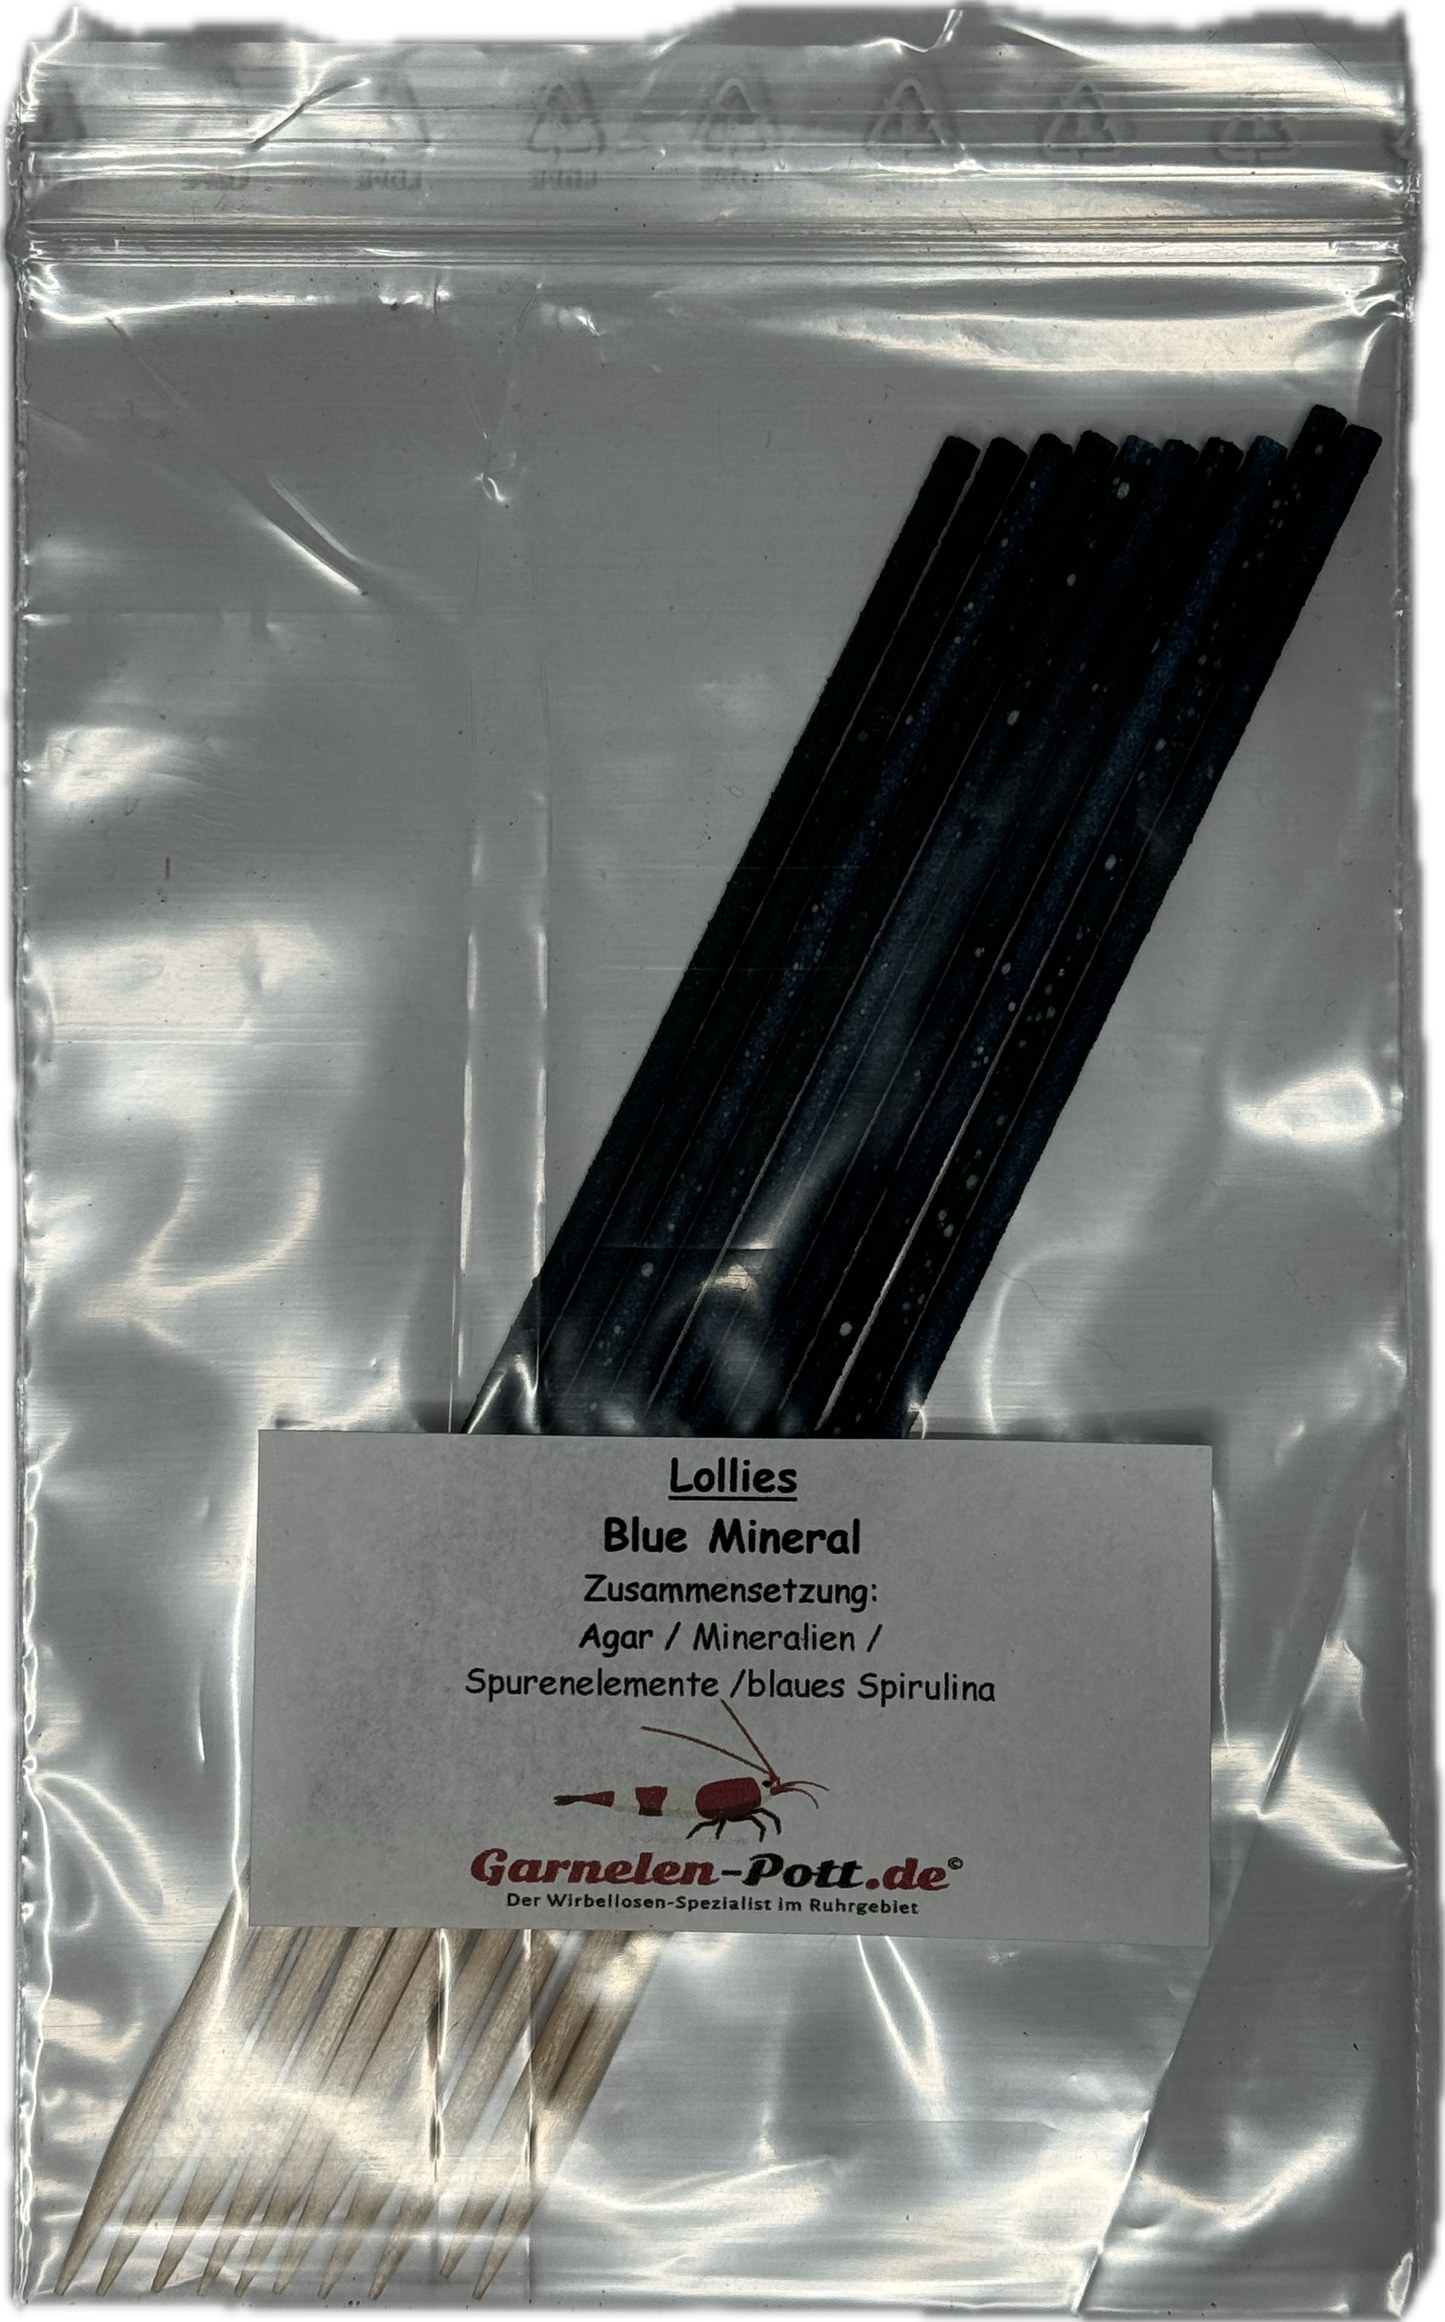 Lollies
Blue Mineral
Zusammensetzung:
Agar / Mineralien /
Spurenelemente /blaues Spirulina
Garnelen-Pott.de©
Der Wirbellosen-Spezialist im Ruhrgebiet